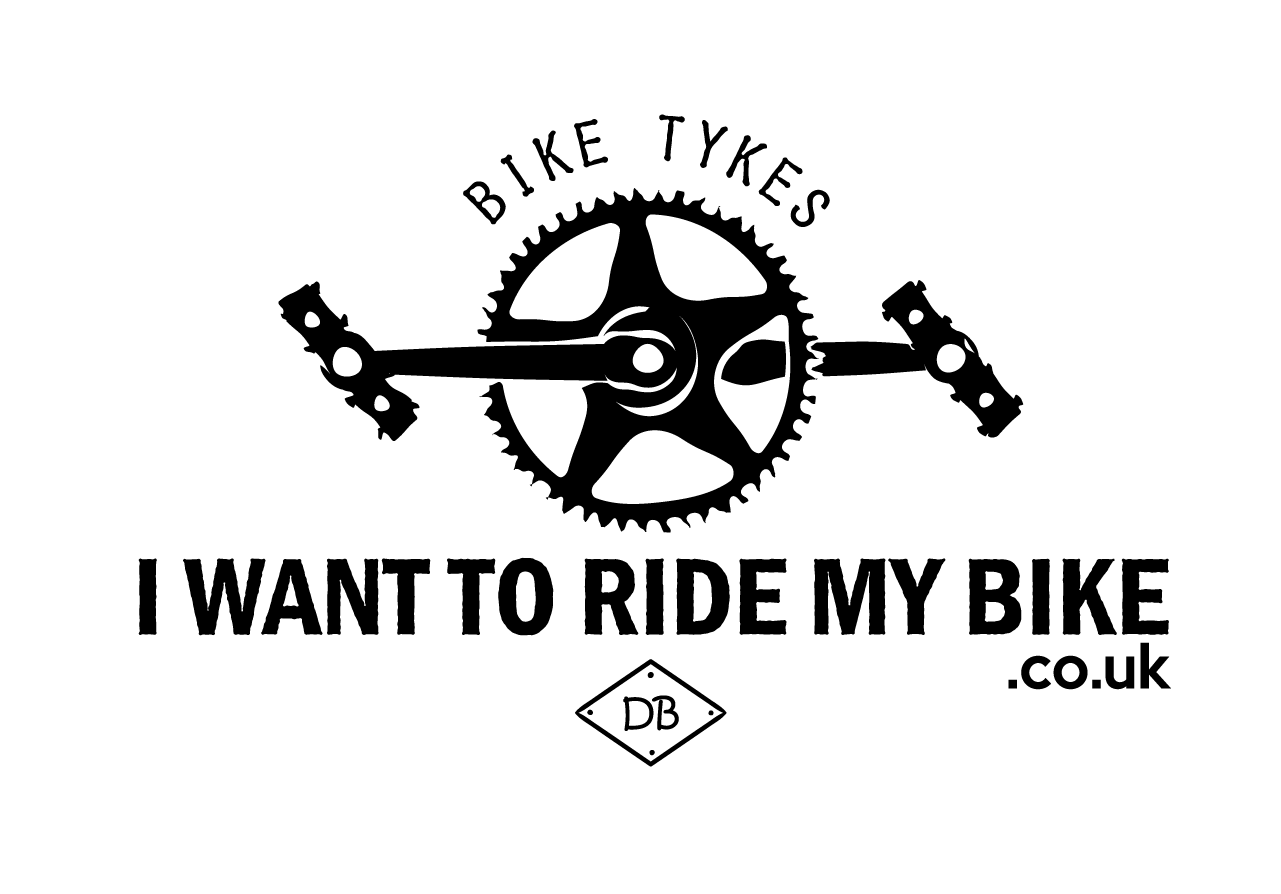 BIKE TYKES
I WANT TO RIDE MY BIKE
.co.uk
DB